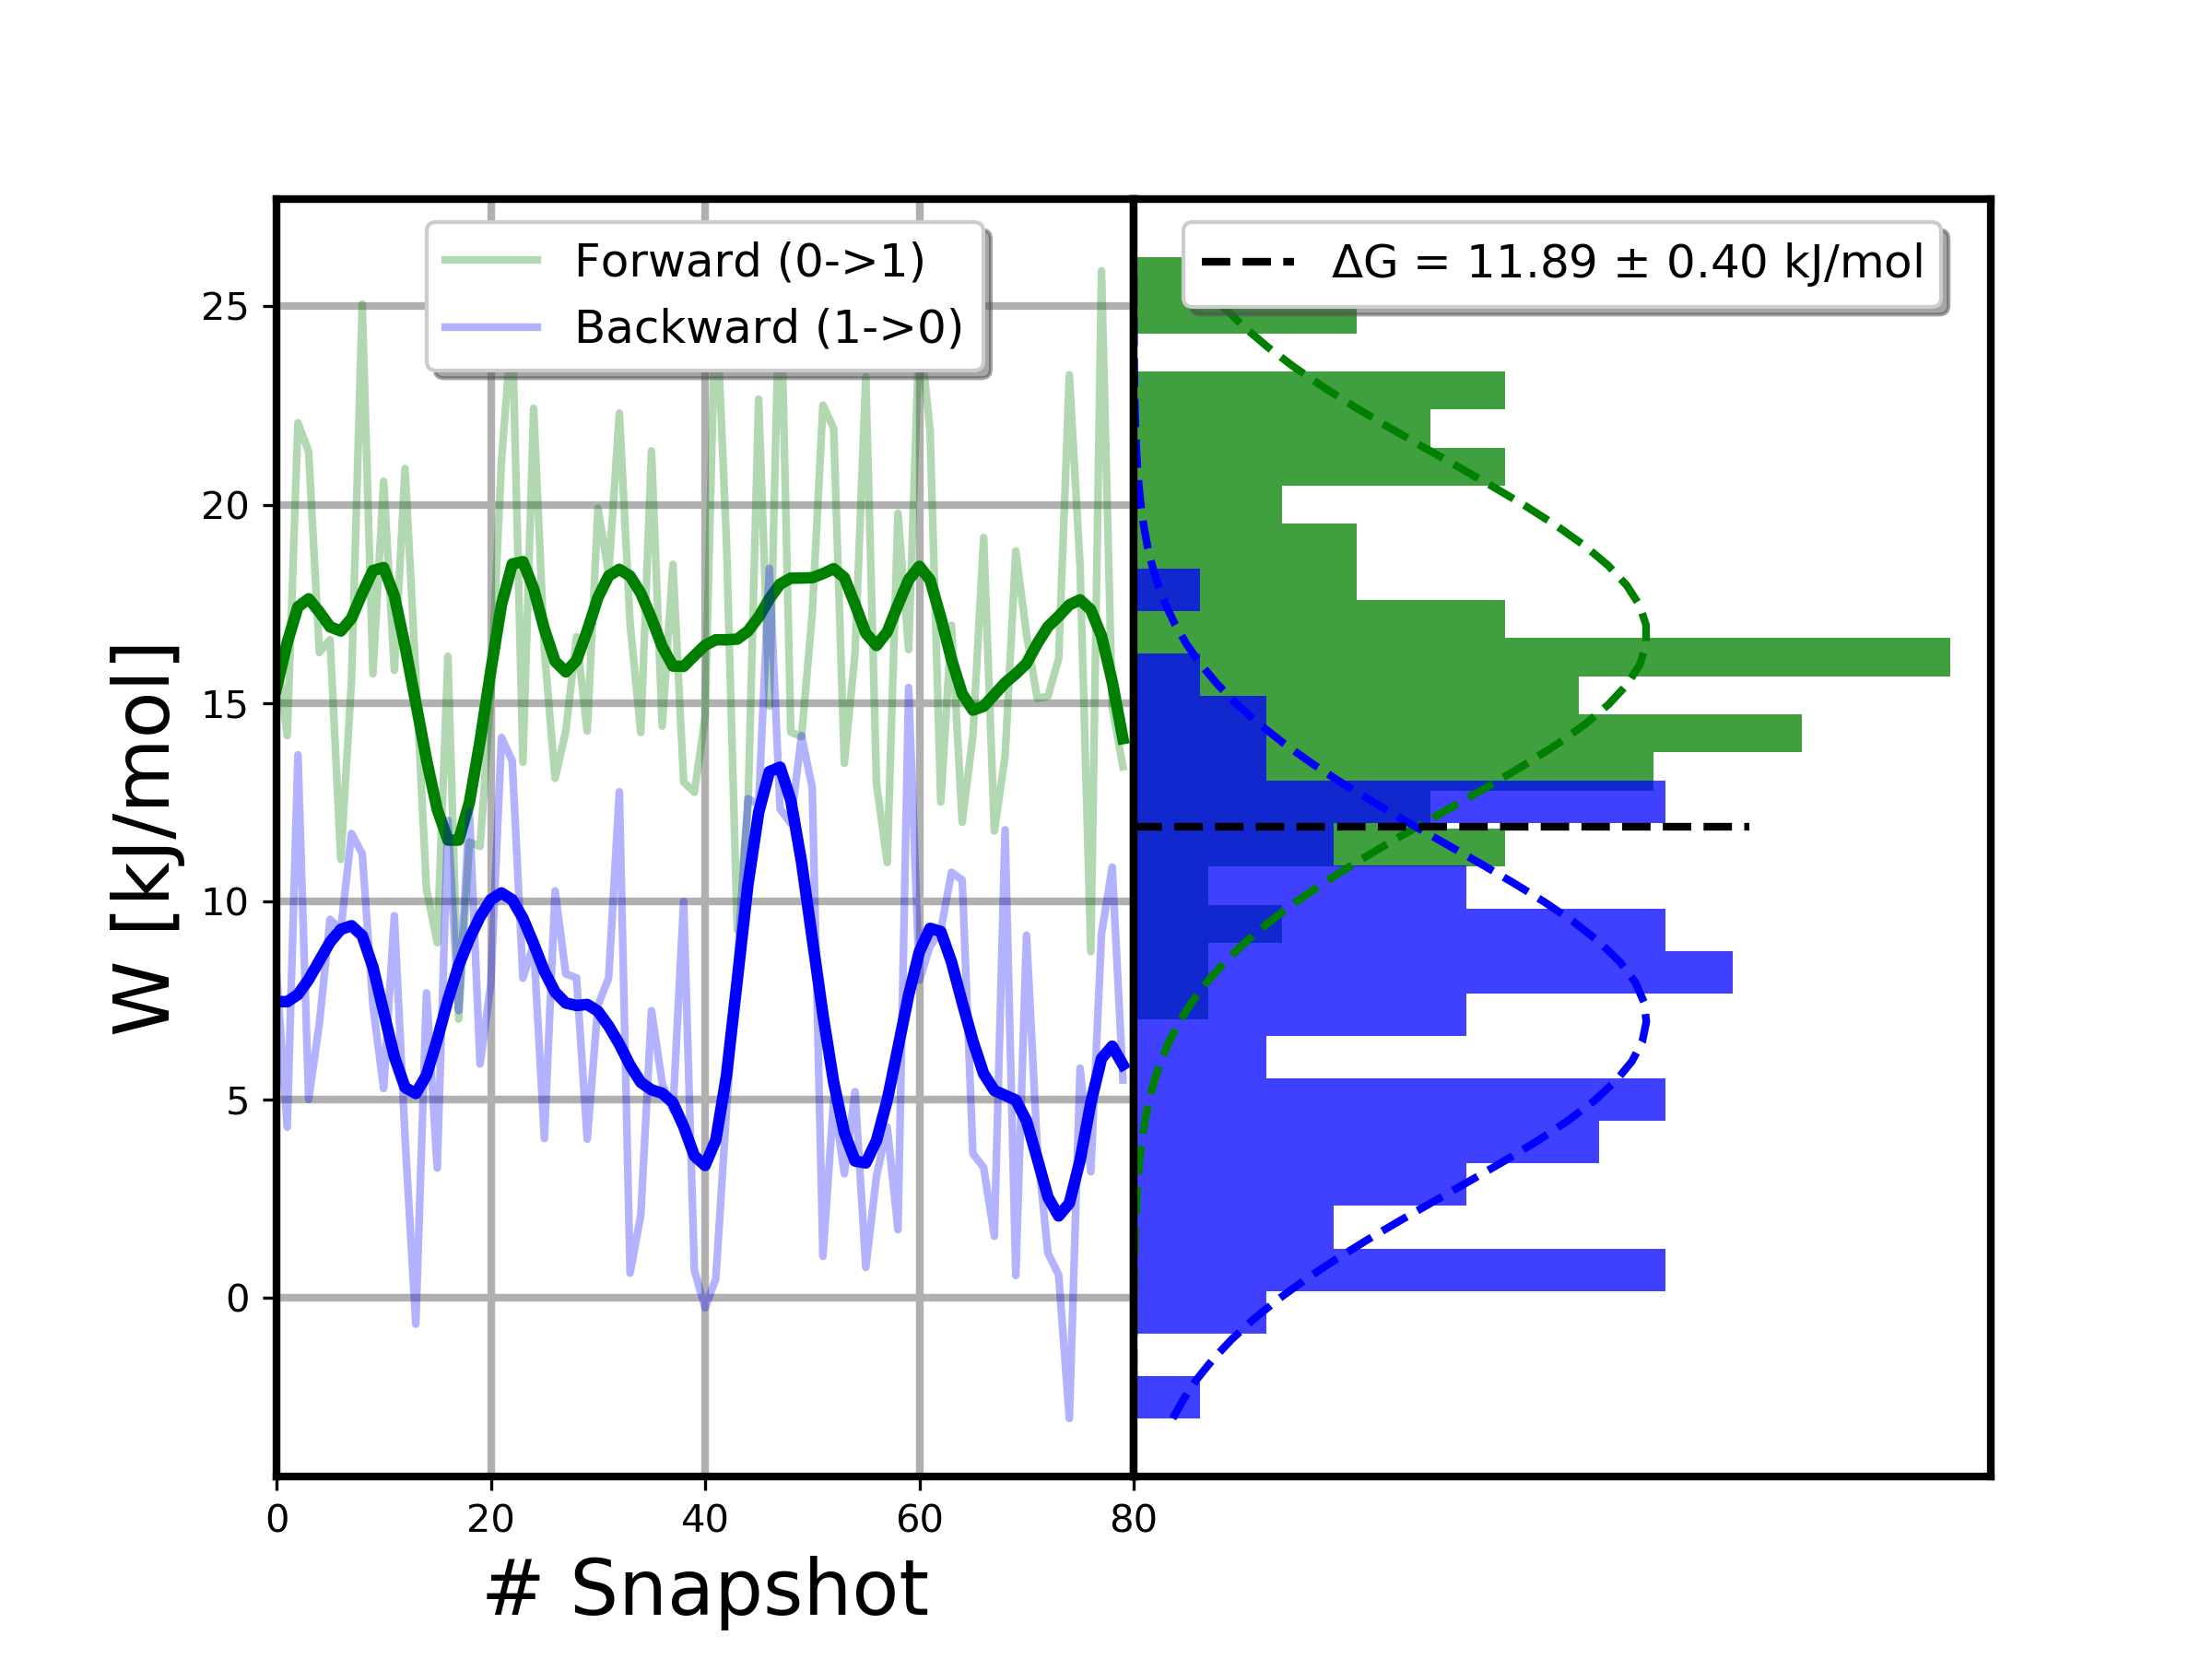 Forward (0->1)
Backward (1->0)
ΔG = 11.89 ± 0.40 kJ/mol
25
20
15
10
5
0
W [kJ/mol]
0 20 40 60 80
# Snapshot